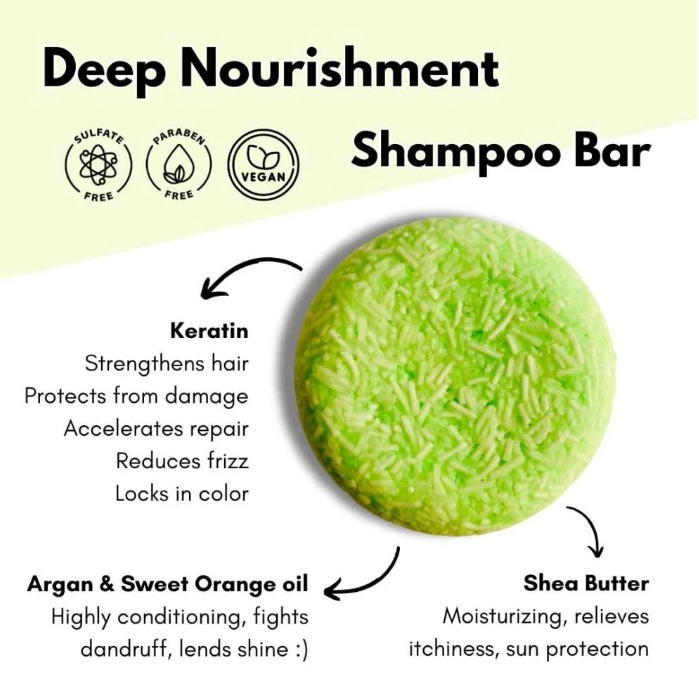 Deep Nourishment
Shampoo Bar
SULFATE
FREE
PARABEN
FREE
VEGAN
Keratin
Strengthens hair
Protects from damage
Accelerates repair
Reduces frizz
Locks in color
Argan & Sweet Orange oil
Highly conditioning, fights
dandruff, lends shine :)
Shea Butter
Moisturizing, relieves
itchiness, sun protection